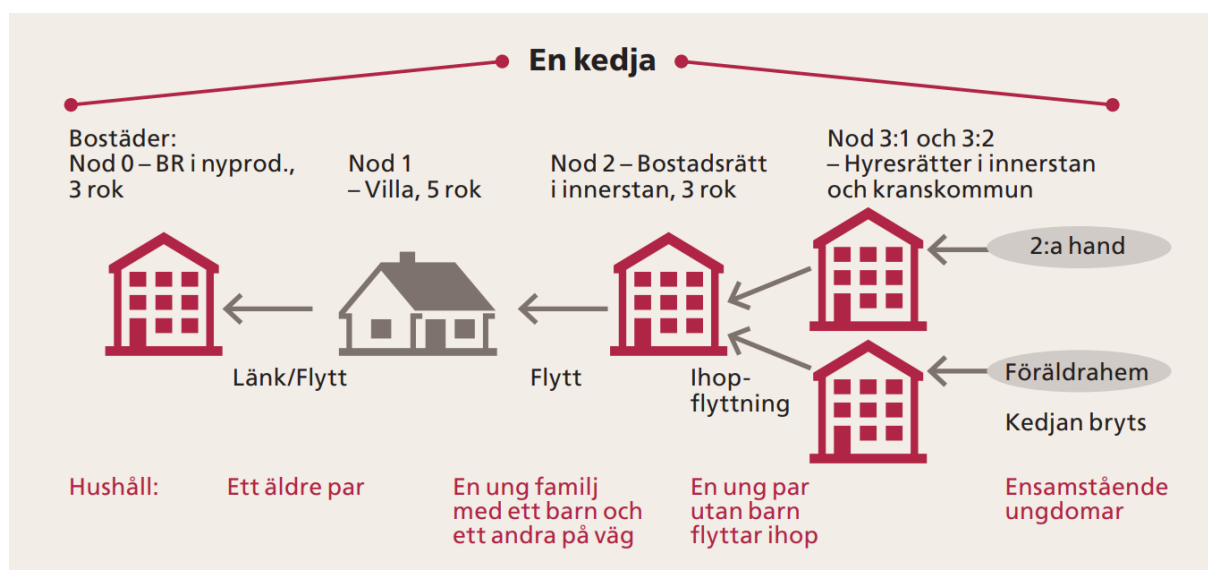 En kedja
Bostäder:
Nod 0 – BR i nyprod.,
3 rok
Nod 1
– Villa, 5 rok
Nod 2 – Bostadsrätt
i innerstan, 3 rok
Nod 3:1 och 3:2
– Hyresrätter i innerstan
och kranskommun
2:a hand
Föräldrahem
Länk/Flytt
Flytt
Ihop-
flyttning
Kedjan bryts
Hushåll:
Ett äldre par
En ung familj
med ett barn och
ett andra på väg
En ung par
utan barn
flyttar ihop
Ensamstående
ungdomar